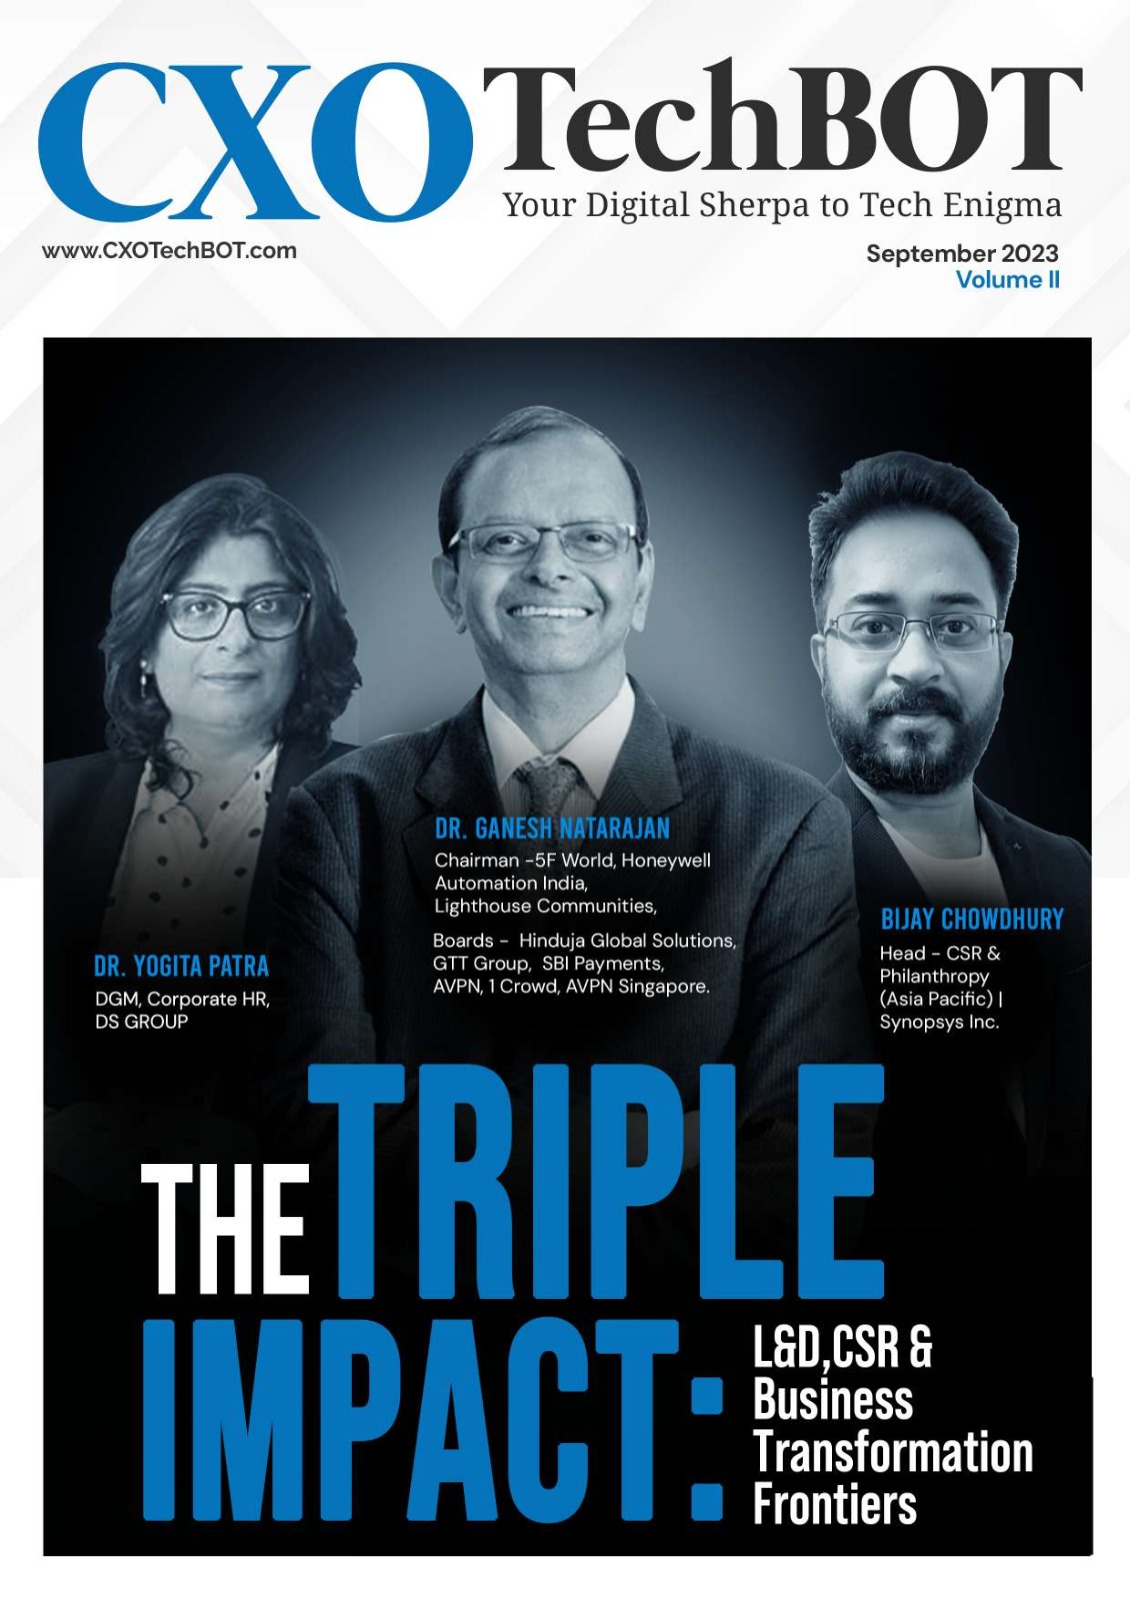 CXO TechBOT
Your Digital Sherpa to Tech Enigma
www.CXOTechBOT.com
September 2023
Volume II
DR. YOGITA PATRA
DGM, Corporate HR,
DS GROUP
DR. GANESH NATARAJAN
Chairman -5F World, Honeywell
Automation India,
Lighthouse Communities,
Boards - Hinduja Global Solutions,
GTT Group, SBI Payments,
AVPN, 1 Crowd, AVPN Singapore.
BIJAY CHOWDHURY
Head - CSR &
Philanthropy
(Asia Pacific) |
Synopsys Inc.
THE TRIPLE
IMPACT:
L&D,CSR &
Business
Transformation
Frontiers